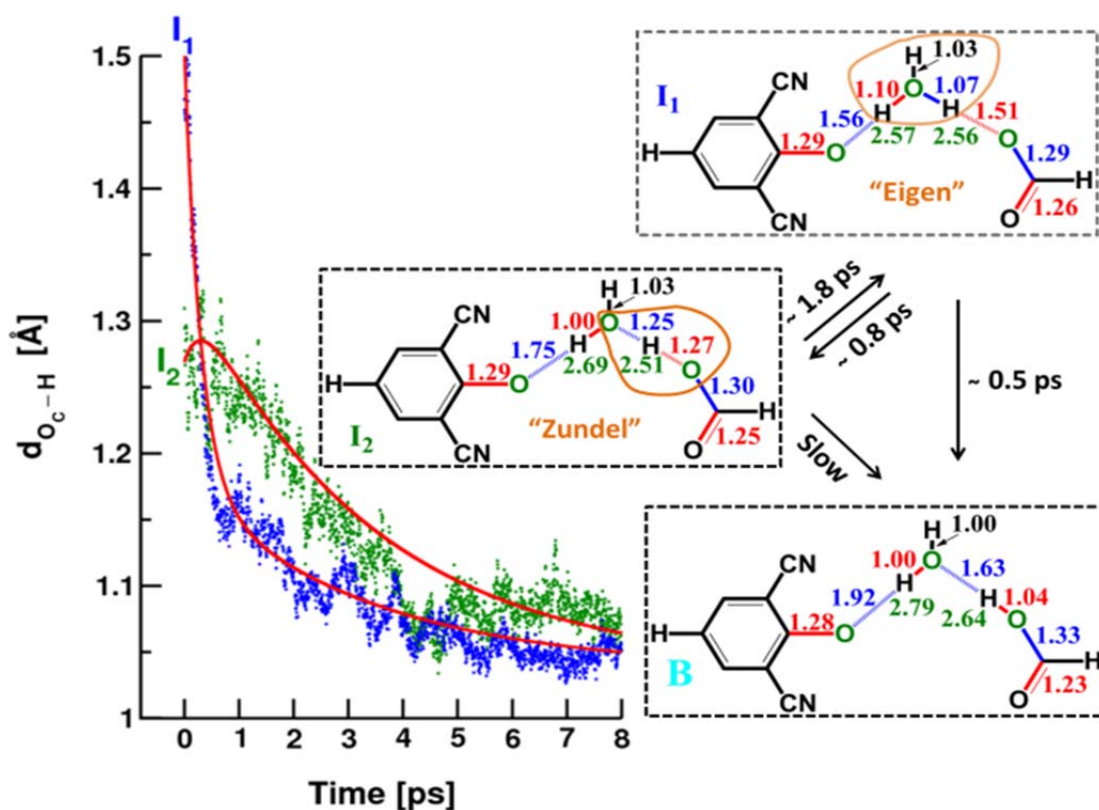 I1
1.5
1.4
1.3
1.2
1.1
1
I2
dOC−H [Å]
0 1 2 3 4 5 6 7 8
Time [ps]
I1
H
1.03
CN
1.10 O 1.07
H H
1.56 1.51
2.57 2.56
H 1.29 O
O
1.29
"Eigen"
H
CN
O 1.26
~ 1.8 ps
~ 0.8 ps
~ 0.5 ps
H
1.03
CN
1.00 O 1.25
H H 1.27
1.75
2.69 2.51
H 1.29 O
O
1.30
I2
"Zundel"
H
CN
O 1.25
Slow
H
1.00
CN
1.00 O 1.63
H
1.92 H 1.04
2.79 2.64 O
H 1.28 O
1.33
B
CN
H
O 1.23